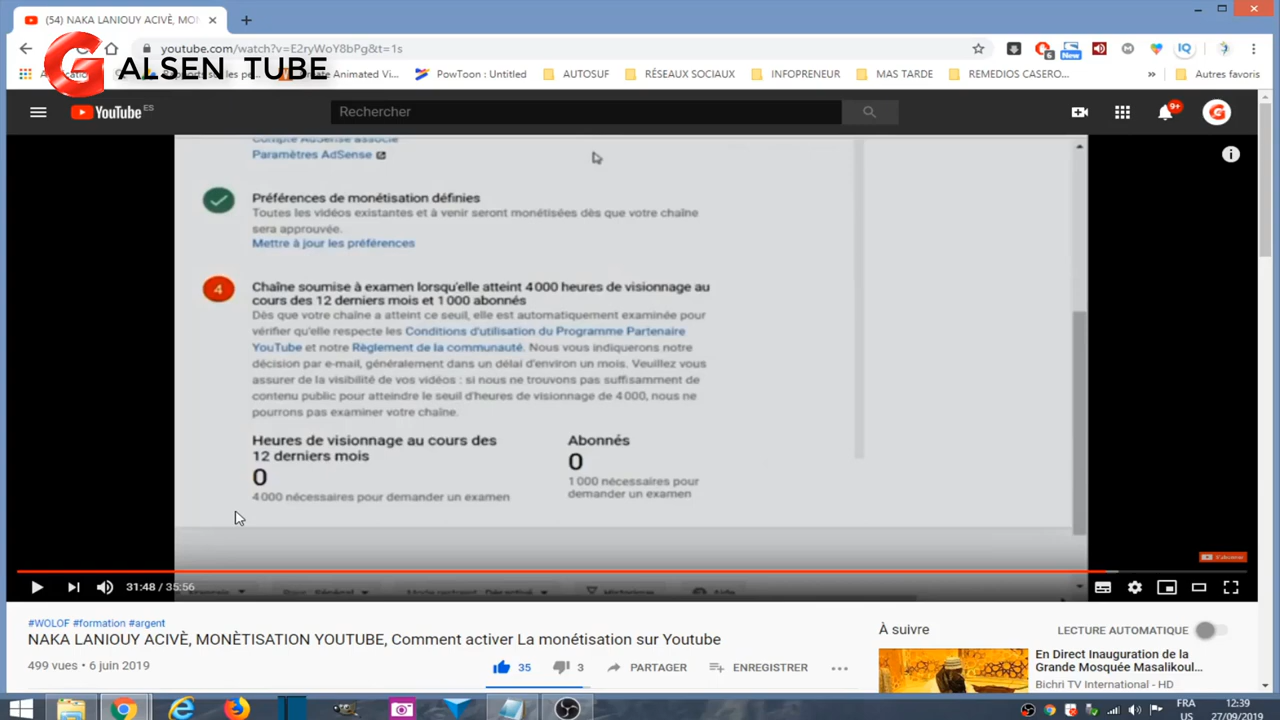 (54) NAKA LANIOUY ACIVÈ, MON
youtube.com/watch?v=E2ryWoY8bPg&t=1s
6
New
IQ
G ALSEN TUBE
PowToon : Untitled
AUTOSUF
RÉSEAUX SOCIAUX
INFOPRENEUR
MAS TARDE
REMEDIOS CASERO...
»
Autres favoris
YouTube ES
Rechercher
9+
Compte AdSense associé
Paramètres AdSense
Préférences de monétisation définies
Toutes les vidéos existantes et à venir seront monétisées dès que votre chaîne
sera approuvée.
Mettre à jour les préférences
4
Chaîne soumise à examen lorsqu'elle atteint 4 000 heures de visionnage au
cours des 12 derniers mois et 1 000 abonnés
Dès que votre chaîne a atteint ce seuil, elle est automatiquement examinée pour
vérifier qu'elle respecte les Conditions d'utilisation du Programme Partenaire
YouTube et notre Règlement de la communauté. Nous vous indiquerons notre
décision par e-mail, généralement dans un délai d'environ un mois. Veuillez vous
assurer de la visibilité de vos vidéos : si nous ne trouvons pas suffisamment de
contenu public pour atteindre le seuil d'heures de visionnage de 4 000, nous ne
pourrons pas examiner votre chaîne.
Heures de visionnage au cours des
12 derniers mois
0
4 000 nécessaires pour demander un examen
Abonnés
0
1 000 nécessaires pour
demander un examen
31:48 / 35:56
#WOLOF #formation #argent
NAKA LANIOUY ACIVÈ, MONÈTISATION YOUTUBE, Comment activer La monétisation sur Youtube
499 vues • 6 juin 2019
35
3
PARTAGER
ENREGISTRER
À suivre
LECTURE AUTOMATIQUE
En Direct Inauguration de la
Grande Mosquée Masalikoul...
Bichri TV International - HD
FR
US
12:39
27/09/2019